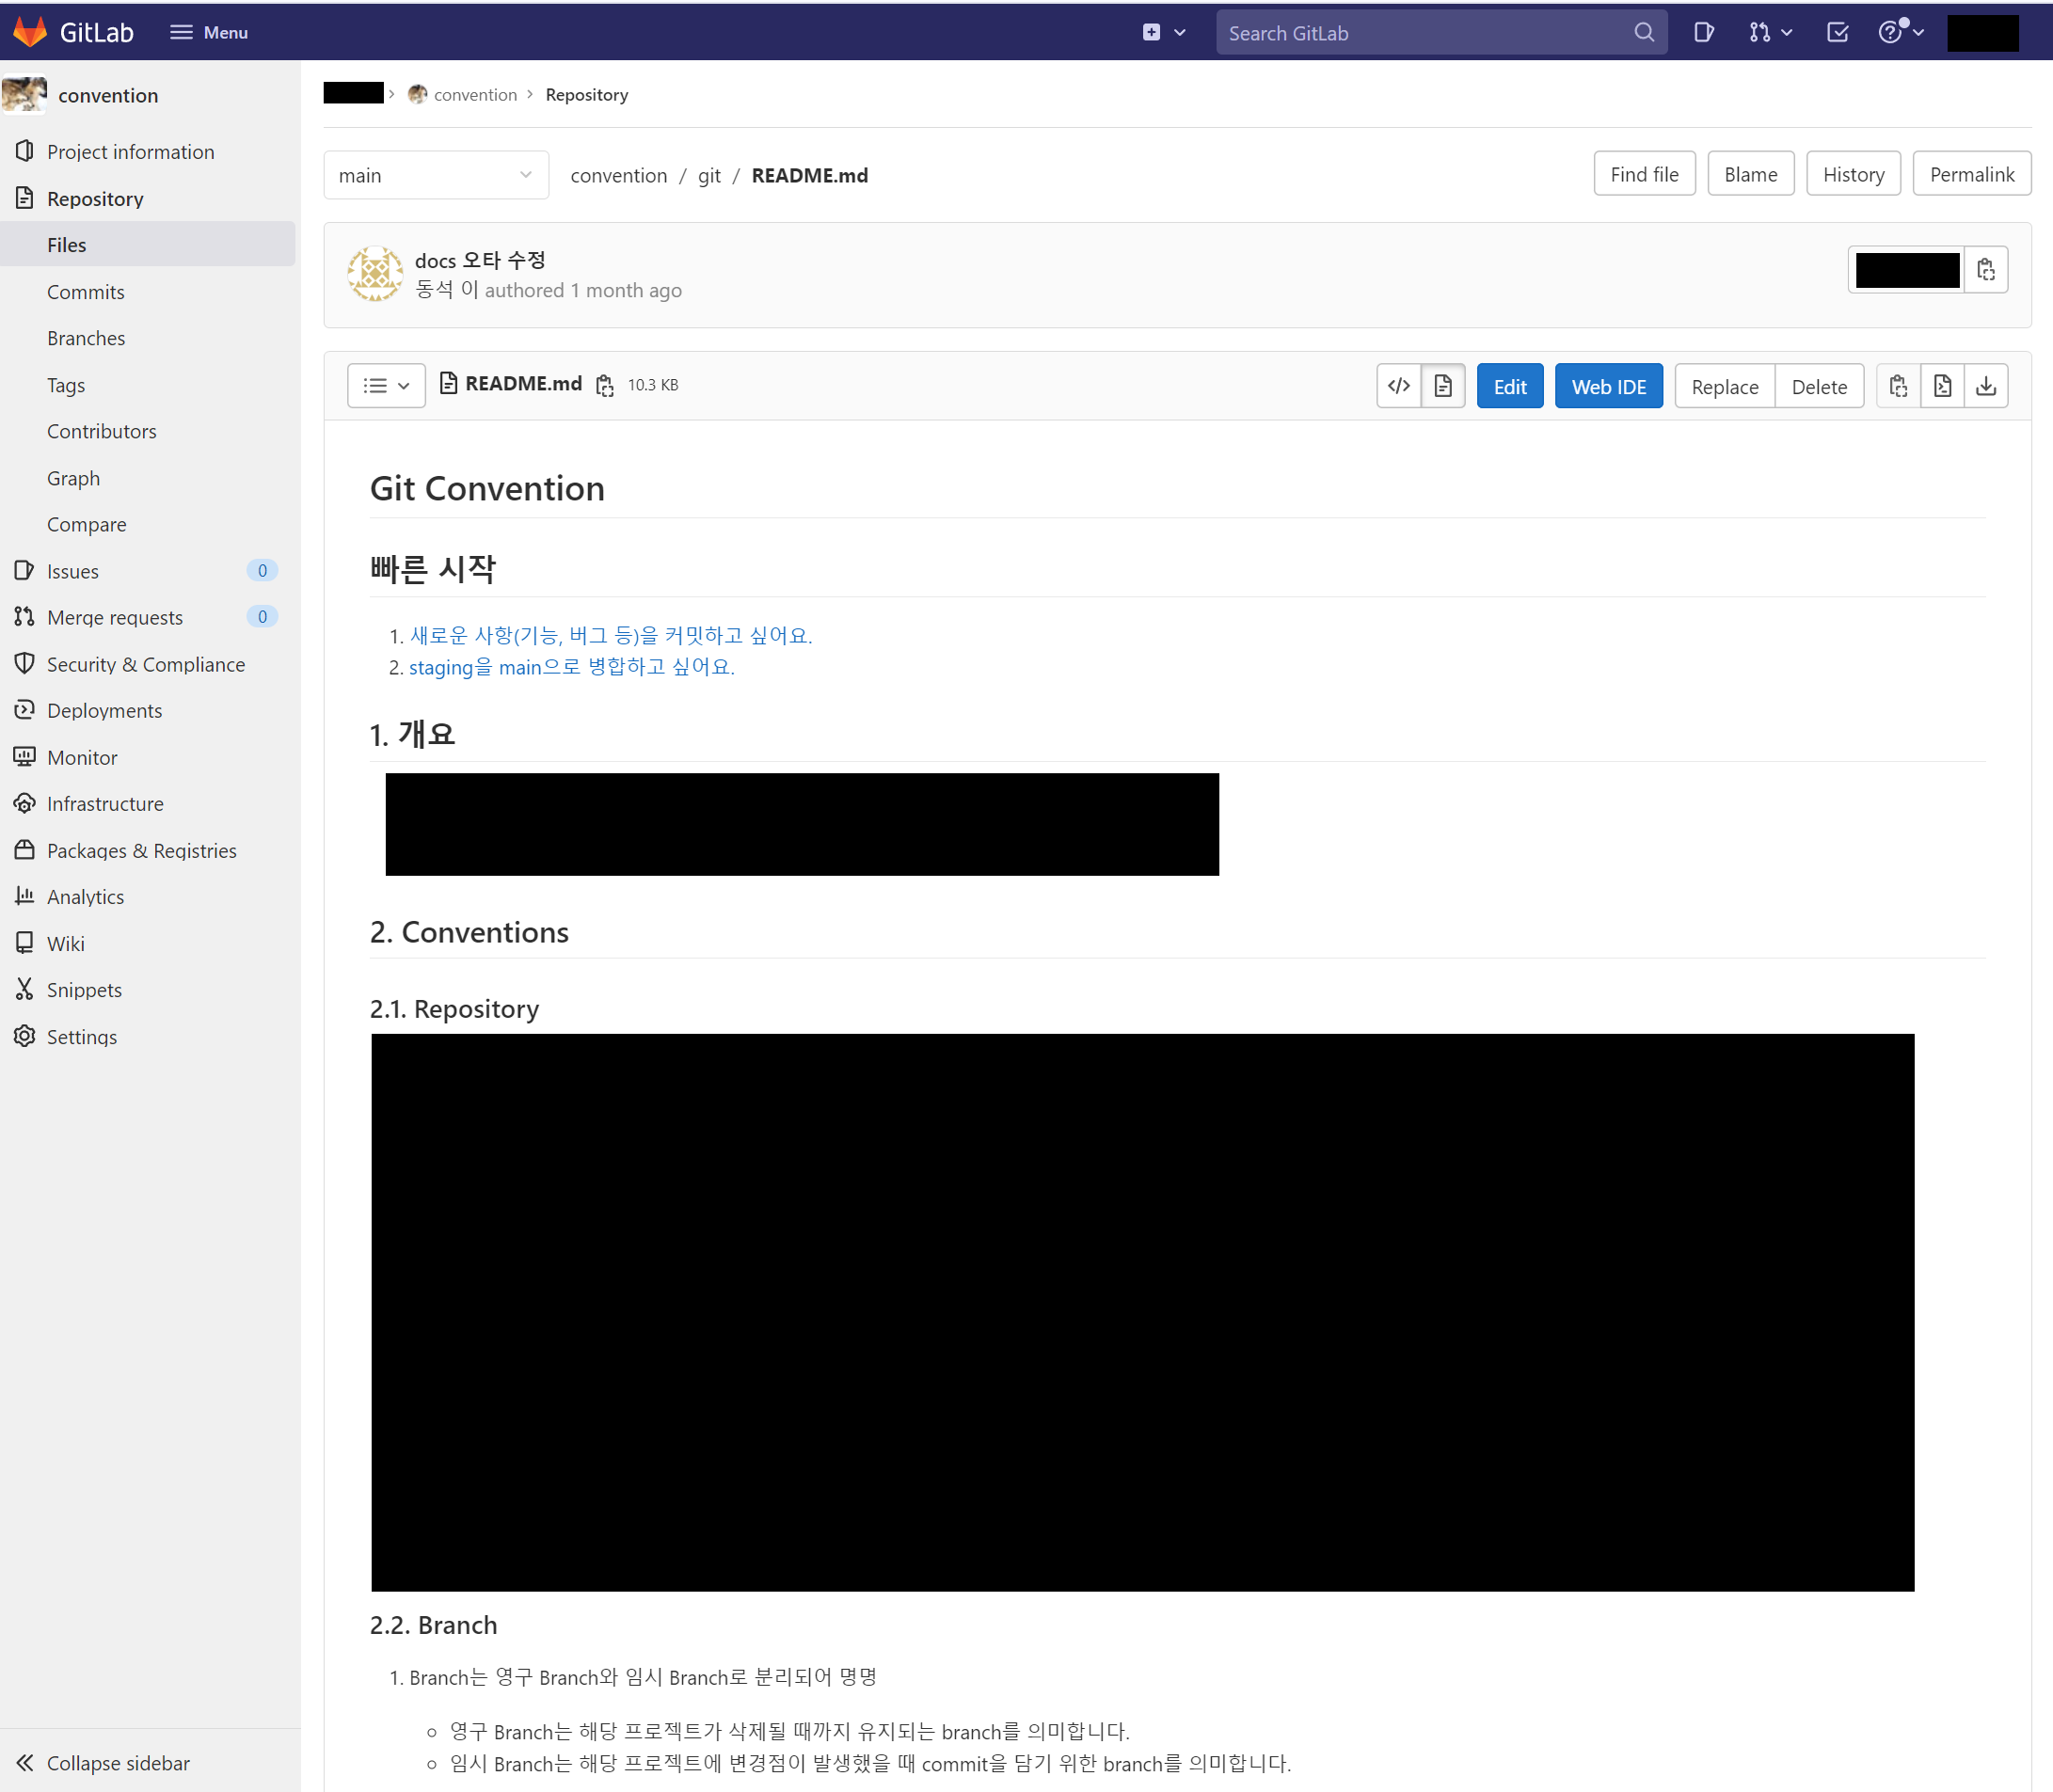 GitLab Menu Search GitLab
convention
Project information
Repository
Files
Commits
Branches
Tags
Contributors
Graph
Compare
Issues 0
Merge requests 0
Security & Compliance
Deployments
Monitor
Infrastructure
Packages & Registries
Analytics
Wiki
Snippets
Settings
Collapse sidebar
convention > Repository
main convention / git / README.md Find file Blame History Permalink
docs 오타 수정
동석 이 authored 1 month ago
README.md 10.3 KB </> Edit Web IDE Replace Delete
Git Convention
빠른 시작
1. 새로운 사항(기능, 버그 등)을 커밋하고 싶어요.
2. staging을 main으로 병합하고 싶어요.
1. 개요
2. Conventions
2.1. Repository
2.2. Branch
1. Branch는 영구 Branch와 임시 Branch로 분리되어 명명
영구 Branch는 해당 프로젝트가 삭제될 때까지 유지되는 branch를 의미합니다.
임시 Branch는 해당 프로젝트에 변경점이 발생했을 때 commit을 담기 위한 branch를 의미합니다.